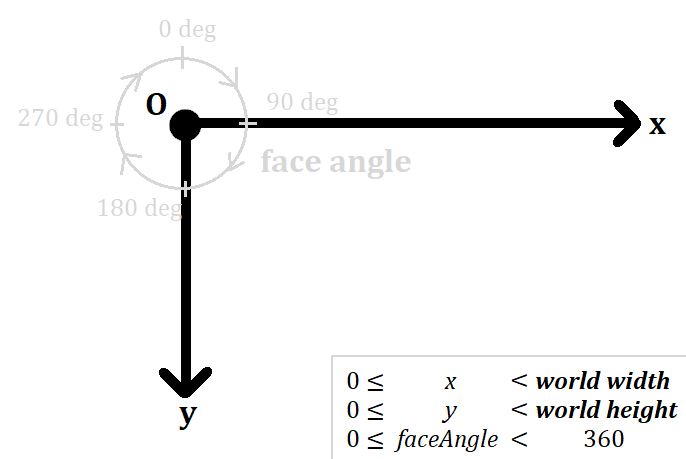 0 deg
O
90 deg
270 deg
x
face angle
180 deg
y
0 ≤ x < world width
0 ≤ y < world height
0 ≤ faceAngle < 360